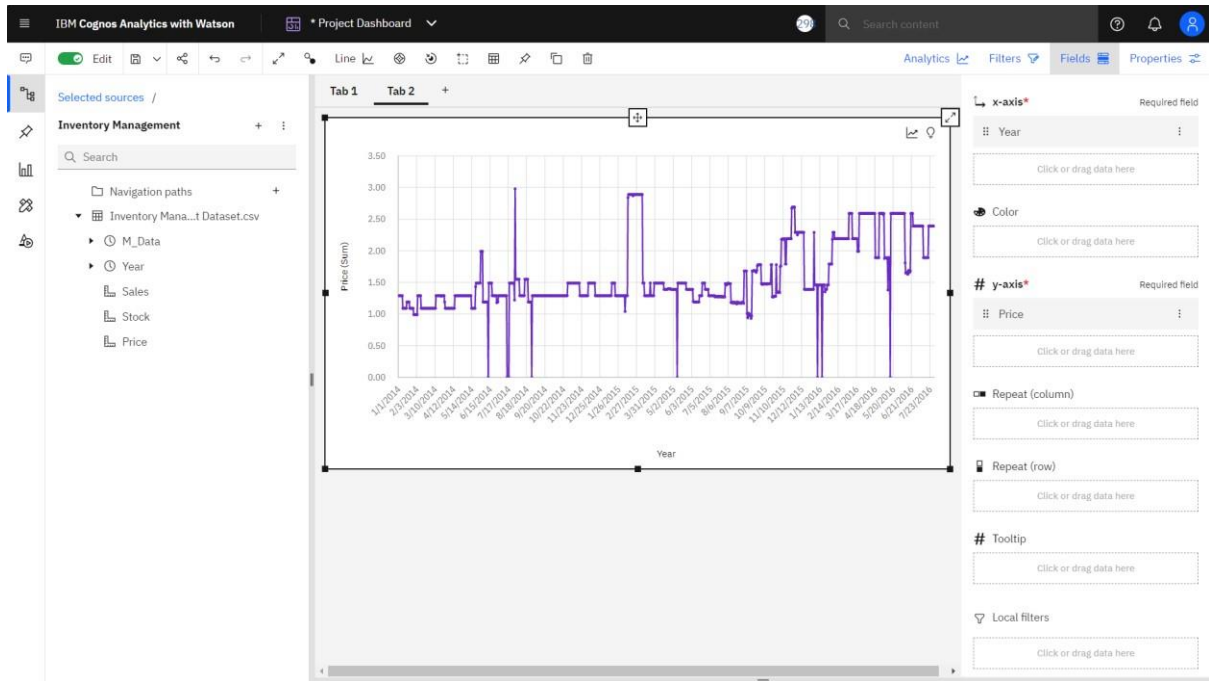 IBM Cognos Analytics with Watson
* Project Dashboard
298
Search content
Edit
Line
Analytics
Filters
Fields
Properties
Selected sources /
Inventory Management
Search
Navigation paths
Inventory Mana...t Dataset.csv
M_Data
Year
Sales
Stock
Price
Tab 1 Tab 2 +
3.50
3.00
2.50
2.00
1.50
1.00
0.50
0.00
Price (Sum)
1/1/2014 2/3/2014 3/10/2014 4/12/2014 5/14/2014 6/15/2014 7/17/2014 8/18/2014 9/20/2014 10/22/2014 11/23/2014 12/25/2014 1/26/2015 2/27/2015 3/31/2015 5/2/2015 6/3/2015 7/5/2015 8/6/2015 9/7/2015 10/9/2015 11/10/2015 12/12/2015 1/13/2016 2/14/2016 3/17/2016 4/18/2016 5/20/2016 6/21/2016 7/23/2016
Year
x-axis* Required field
Year
Click or drag data here
Color
Click or drag data here
# y-axis* Required field
Price
Click or drag data here
Repeat (column)
Click or drag data here
Repeat (row)
Click or drag data here
# Tooltip
Click or drag data here
Local filters
Click or drag data here